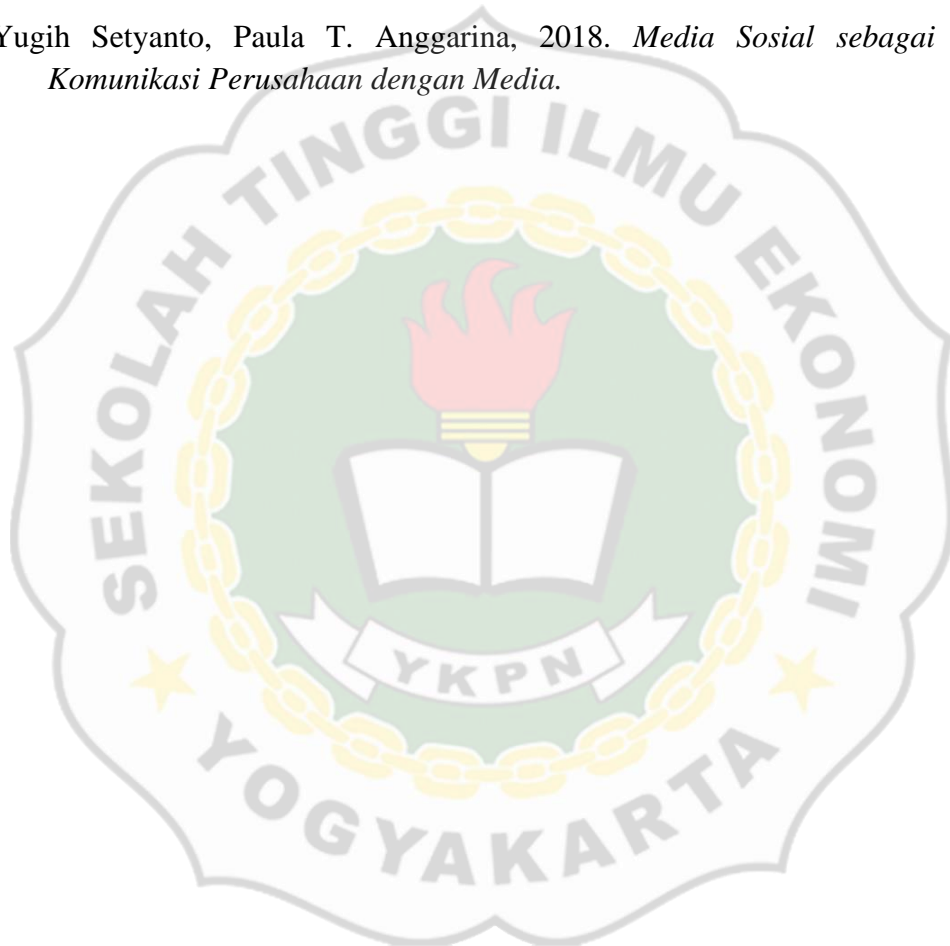 Yugih Setyanto, Paula T. Anggarina, 2018. Media Sosial sebagai
Komunikasi Perusahaan dengan Media.
SEKOLAH TINGGI ILMU EKONOMI
YKPN
YOGYAKARTA